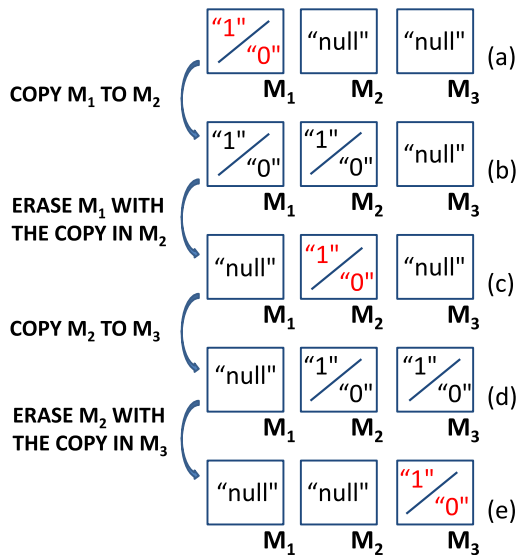 “1" “0" “null" “null" (a)
M₁ M₂ M₃
COPY M₁ TO M₂
“1" “0" “1" “0" “null" (b)
M₁ M₂ M₃
ERASE M₁ WITH
THE COPY IN M₂
“null" “1" “0" “null" (c)
M₁ M₂ M₃
COPY M₂ TO M₃
“null" “1" “0" “1" “0" (d)
M₁ M₂ M₃
ERASE M₂ WITH
THE COPY IN M₃
“null" “null" “1" “0" (e)
M₁ M₂ M₃